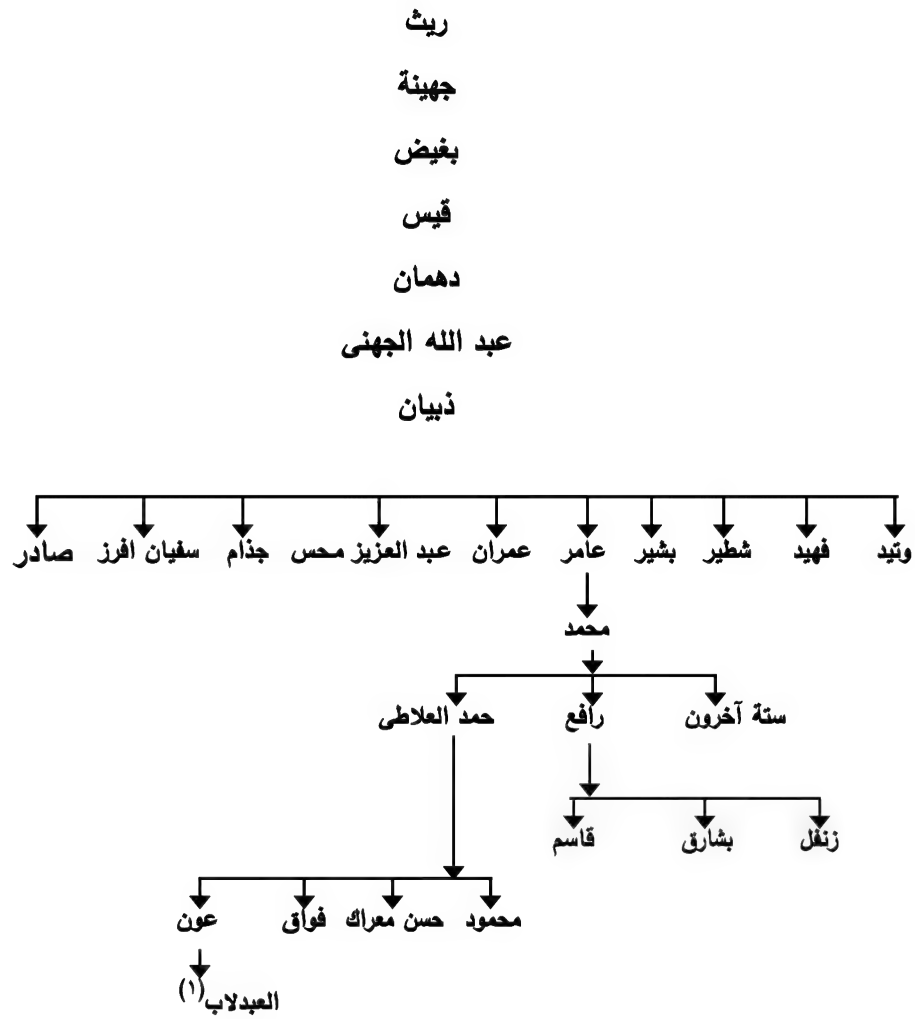 ريث
جهينة
بغيض
قيس
دهمان
عبد الله الجهنى
ذبيان
وتيد فهيد شطير بشير عامر عمران عبد العزيز محس جذام سفيان افرز صادر
محمد
ستة آخرون رافع حمد العلاطى
زنفل بشارق قاسم
محمود حسن معراك فواق عون
العبدلاب(١)